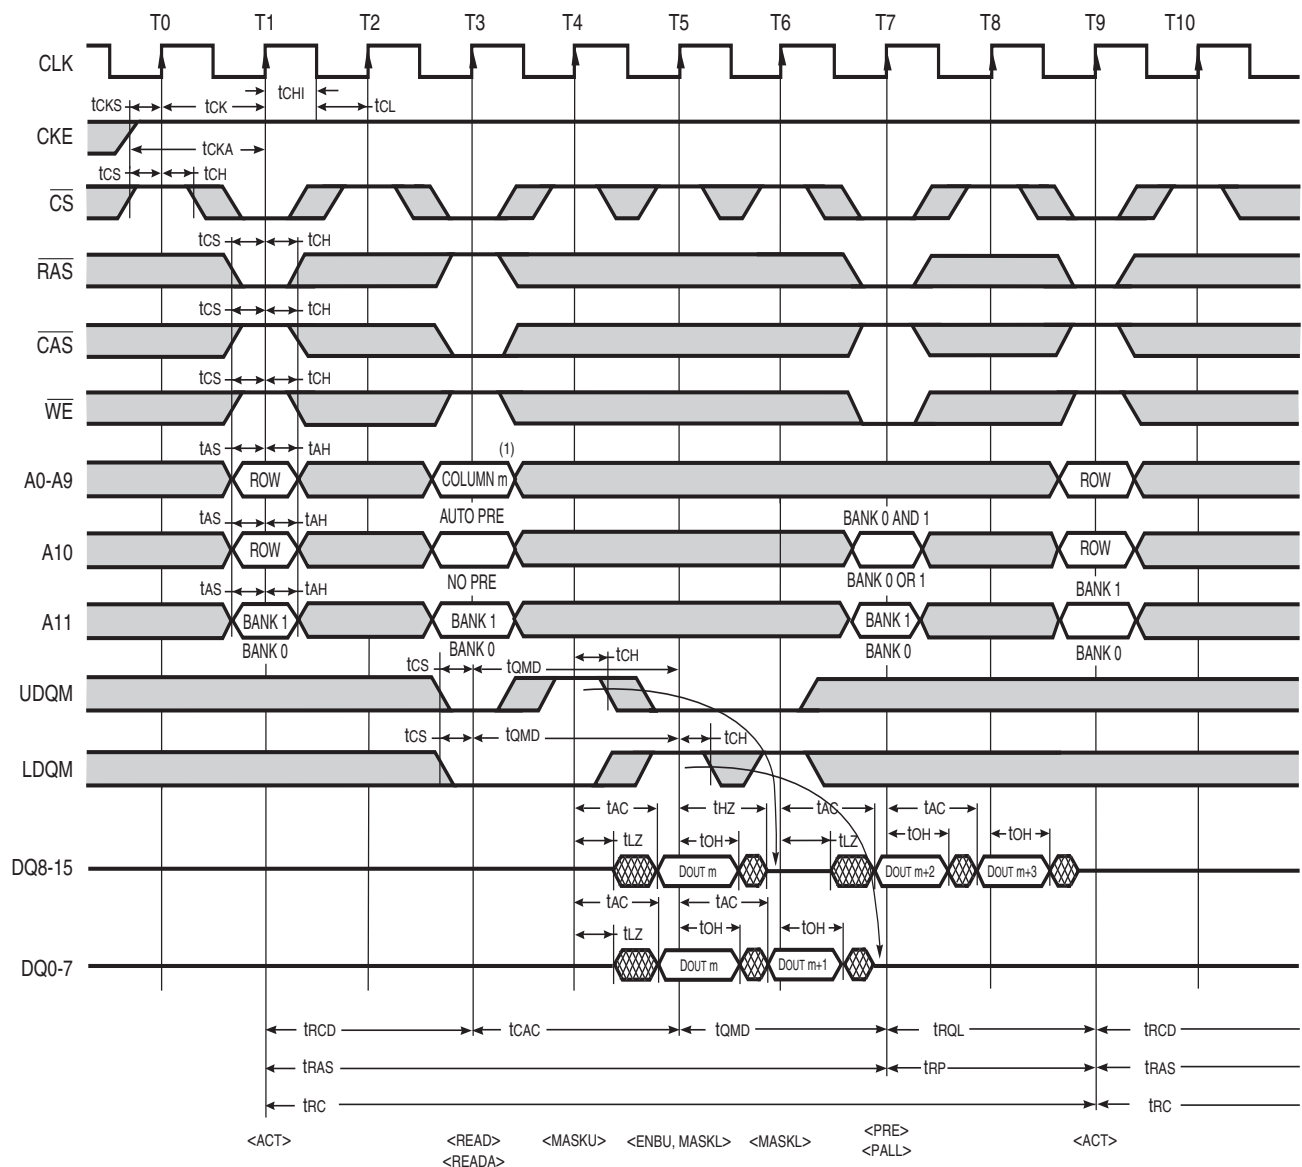 T0 T1 T2 T3 T4 T5 T6 T7 T8 T9 T10
CLK
tCHI
tCKS tCK tCL
CKE
tCKA
tCS tCH
CS
tCS tCH
RAS
tCS tCH
CAS
tCS tCH
WE
tAS tAH (1)
A0-A9 ROW COLUMN m ROW
tAS tAH AUTO PRE BANK 0 AND 1
A10 ROW ROW
tAS tAH NO PRE BANK 0 OR 1 BANK 1
A11 BANK 1 BANK 1 BANK 1
BANK 0 BANK 0 BANK 0 BANK 0
tCS tQMD tCH
UDQM
tCS tQMD tCH
LDQM
tAC tHZ tAC tAC
tLZ tOH tLZ tOH tOH
DQ8-15 DOUT m DOUT m+2 DOUT m+3
tAC tAC
tLZ tOH tOH
DQ0-7 DOUT m DOUT m+1
tRCD tCAC tQMD tRQL tRCD
tRAS tRP tRAS
tRC tRC
<ACT> <READ> <MASKU> <ENBU, MASKL> <MASKL> <PRE> <ACT>
<READA> <PALL>